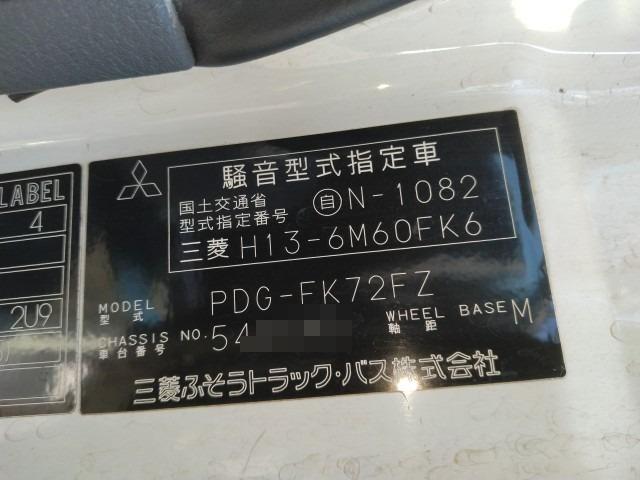 LABEL
4
2U9
騒音型式指定車
国土交通省
型式指定番号
自 N-1082
三菱 H13-6M60FK6
MODEL
型式
PDG-FK72FZ
CHASSIS NO.
車台番号
54
WHEEL BASE
軸距
M
三菱ふそうトラック・バス株式会社